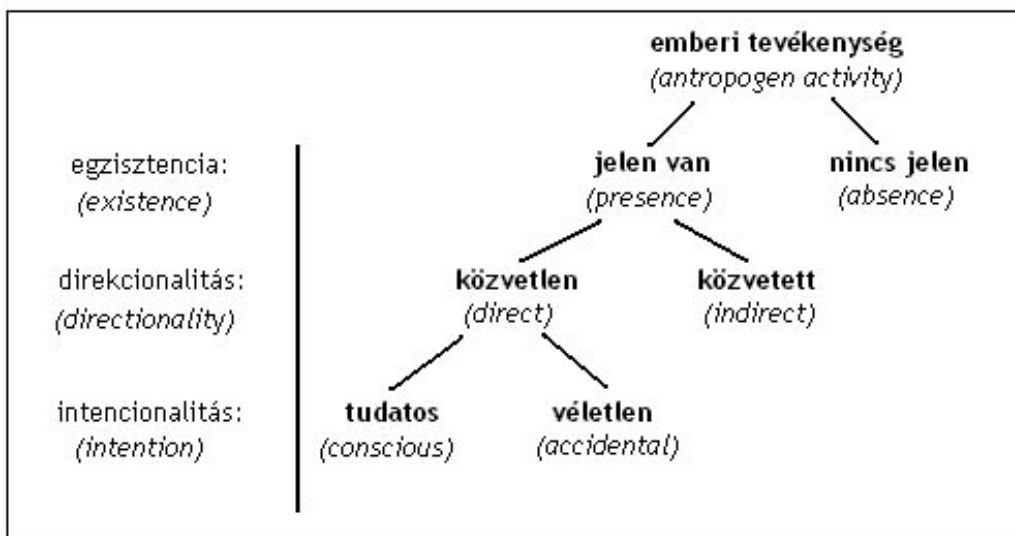 emberi tevékenység
(antropogen activity)
egzisztencia:
(existence)
jelen van
(presence)
nincs jelen
(absence)
direkcionalitás:
(directionality)
közvetlen
(direct)
közvetett
(indirect)
intencionalitás:
(intention)
tudatos
(conscious)
véletlen
(accidental)